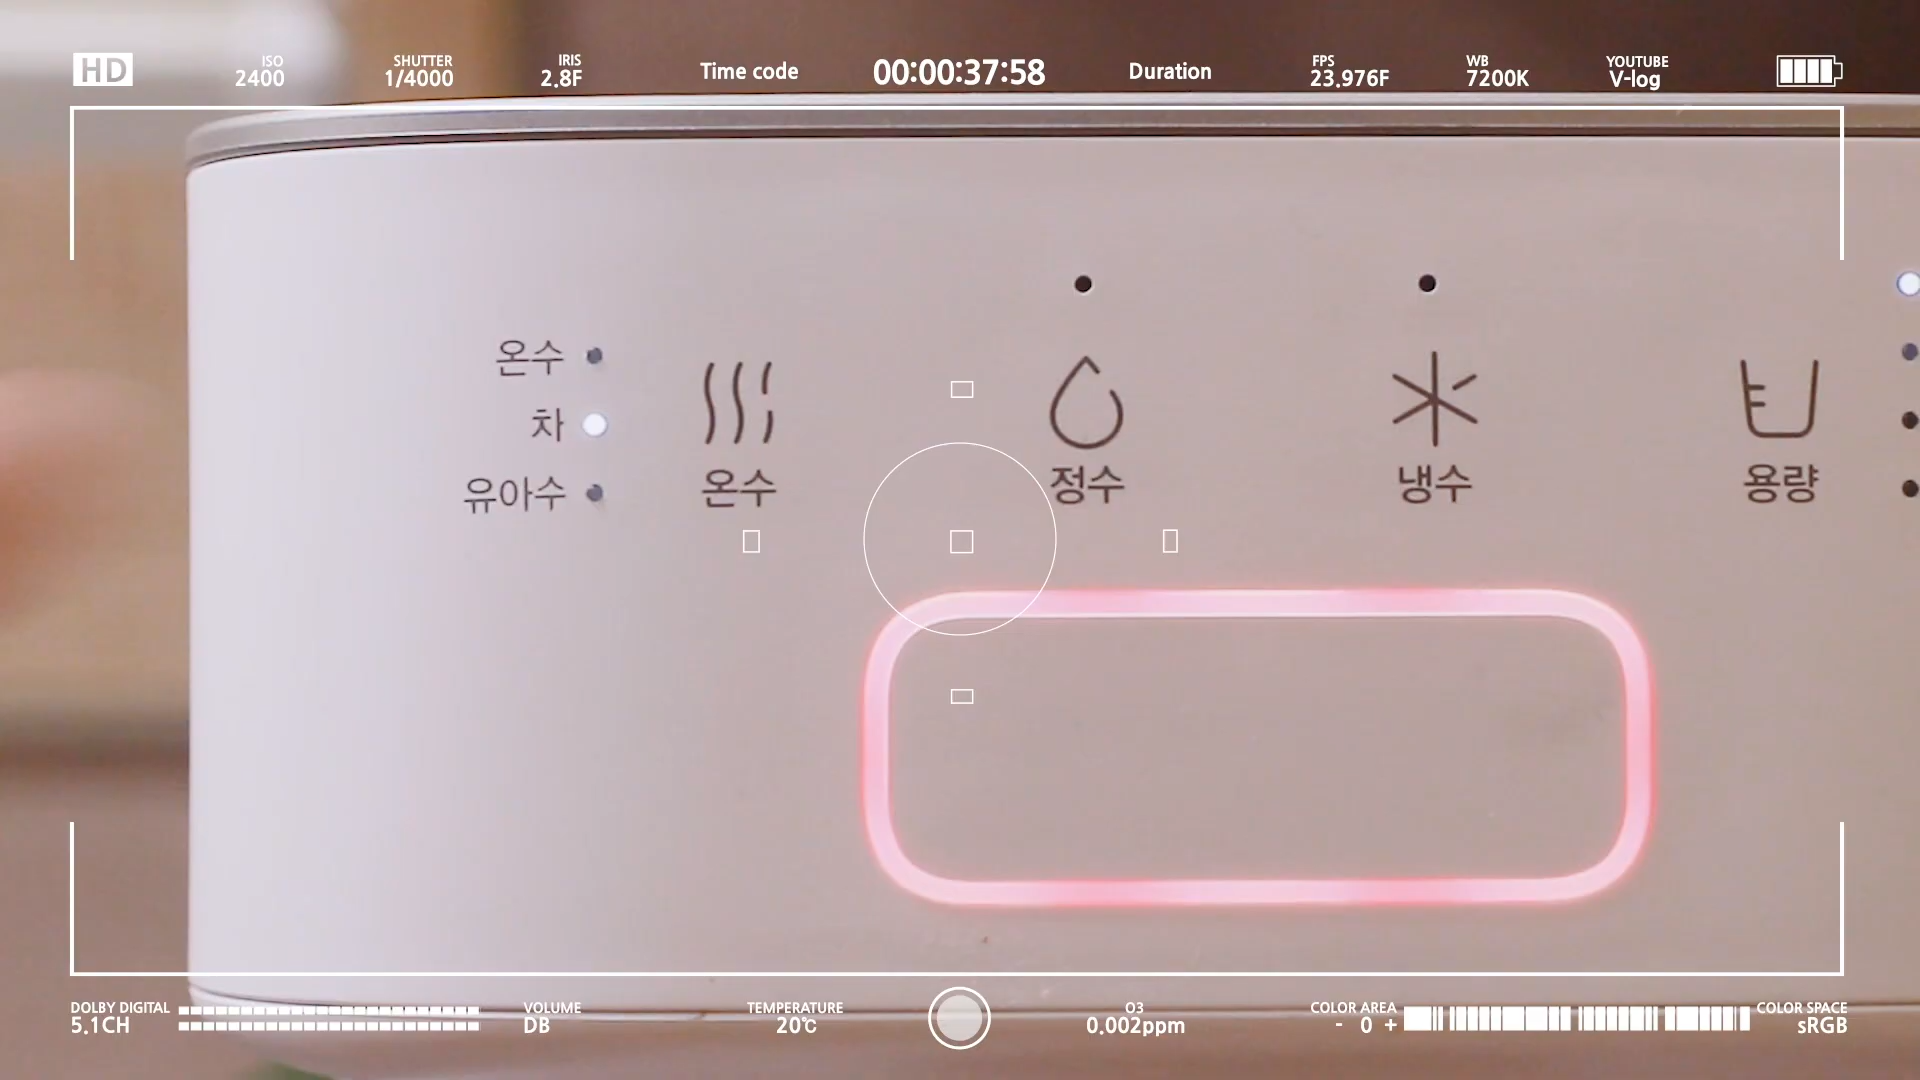 HD
ISO
2400
SHUTTER
1/4000
IRIS
2.8F
Time code
00:00:37:58
Duration
FPS
23.976F
WB
7200K
YOUTUBE
V-log
온수
차
유아수
온수
정수
냉수
용량
DOLBY DIGITAL
5.1CH
VOLUME
DB
TEMPERATURE
20℃
O3
0.002ppm
COLOR AREA
- 0 +
COLOR SPACE
sRGB